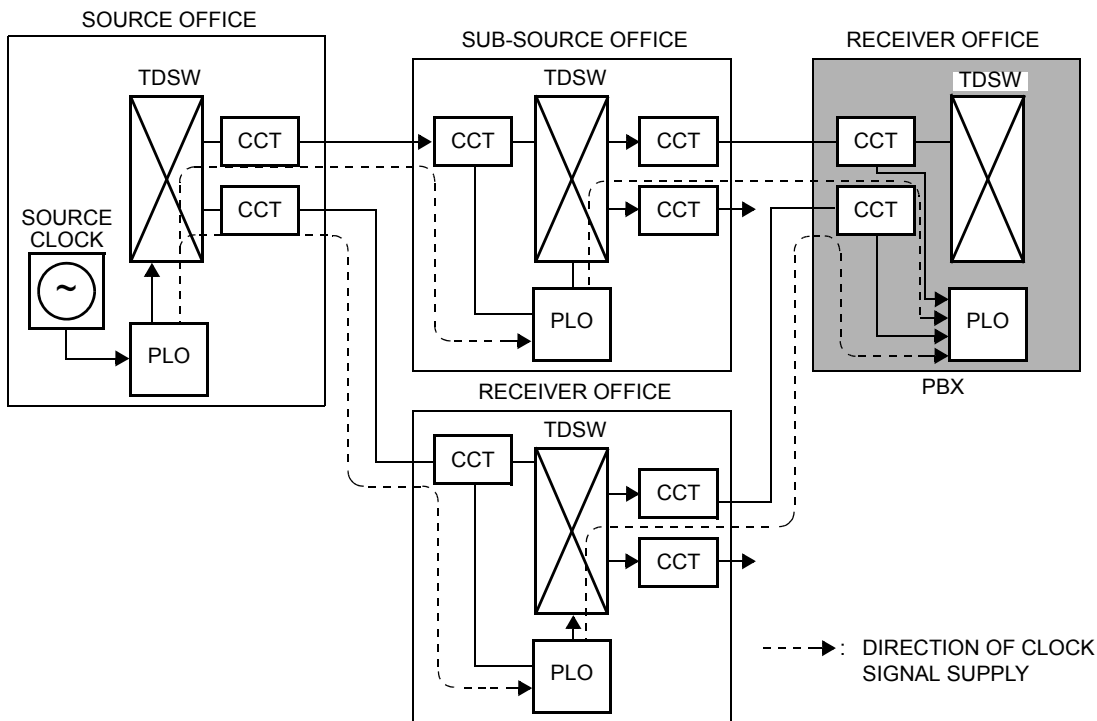 SOURCE OFFICE
TDSW
CCT
CCT
SOURCE
CLOCK
~
PLO
SUB-SOURCE OFFICE
TDSW
CCT
CCT
CCT
PLO
RECEIVER OFFICE
TDSW
CCT
CCT
PLO
PBX
RECEIVER OFFICE
TDSW
CCT
CCT
CCT
PLO
: DIRECTION OF CLOCK
SIGNAL SUPPLY